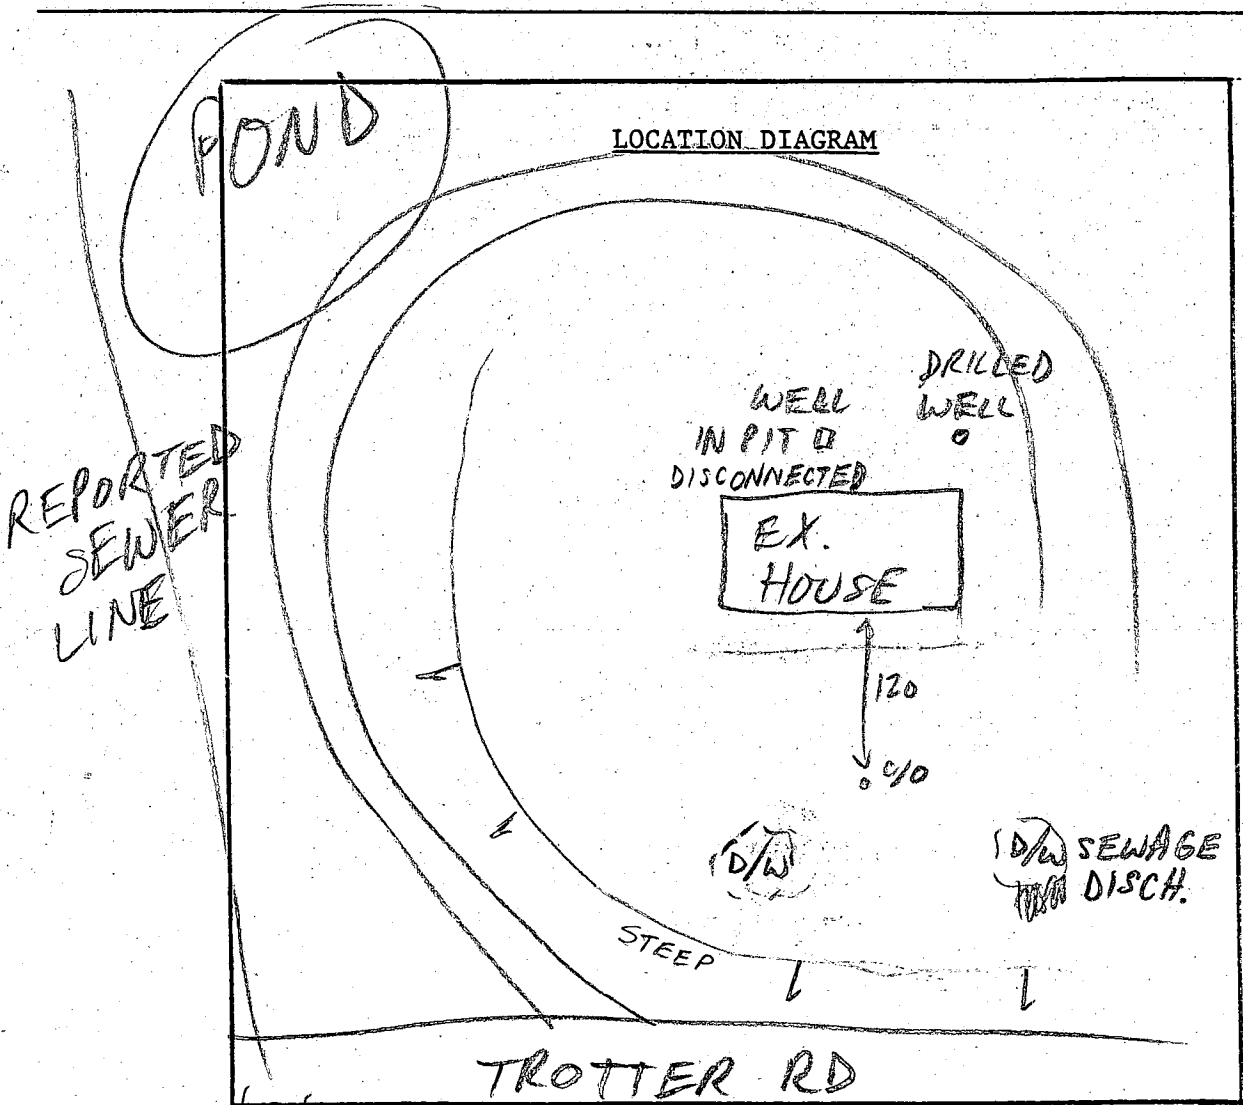 POND
LOCATION DIAGRAM
DRILLED
WELL
WELL
IN PIT
DISCONNECTED
REPORTED
SEWER
LINE
EX.
HOUSE
120
C/O
D/W
D/W SEWAGE
DISCH.
STEEP
TROTTER RD